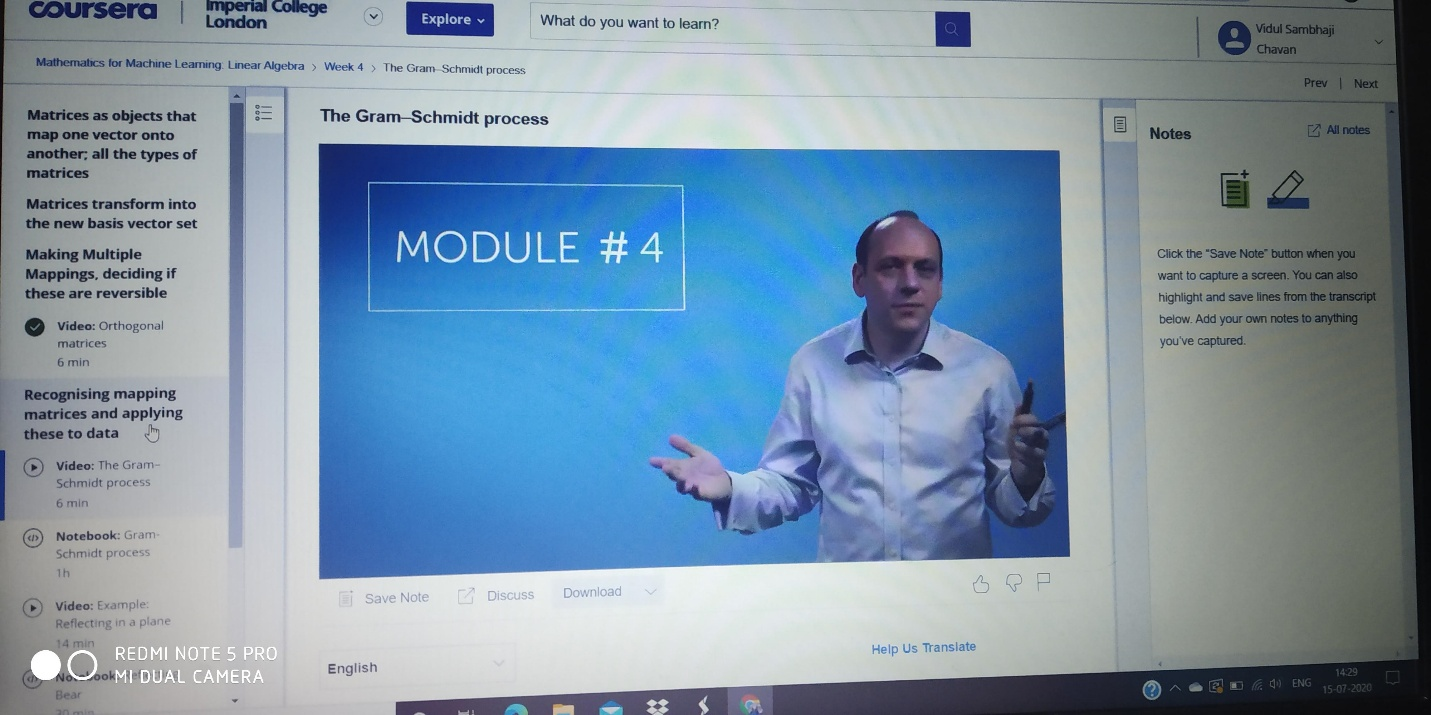 coursera
Imperial College
London
Explore
What do you want to learn?
Vidul Sambhaji
Chavan
Mathematics for Machine Learning: Linear Algebra > Week 4 > The Gram–Schmidt process
Prev | Next
Matrices as objects that
map one vector onto
another; all the types of
matrices
Matrices transform into
the new basis vector set
Making Multiple
Mappings, deciding if
these are reversible
Video: Orthogonal
matrices
6 min
Recognising mapping
matrices and applying
these to data
Video: The Gram–
Schmidt process
6 min
Notebook: Gram-
Schmidt process
1h
Video: Example:
Reflecting in a plane
14 min
Bear
30 min
The Gram–Schmidt process
MODULE #4
Save Note
Discuss
Download
English
Help Us Translate
Notes
All notes
Click the “Save Note” button when you
want to capture a screen. You can also
highlight and save lines from the transcript
below. Add your own notes to anything
you've captured.
REDMI NOTE 5 PRO
MI DUAL CAMERA
ENG
14:29
15-07-2020